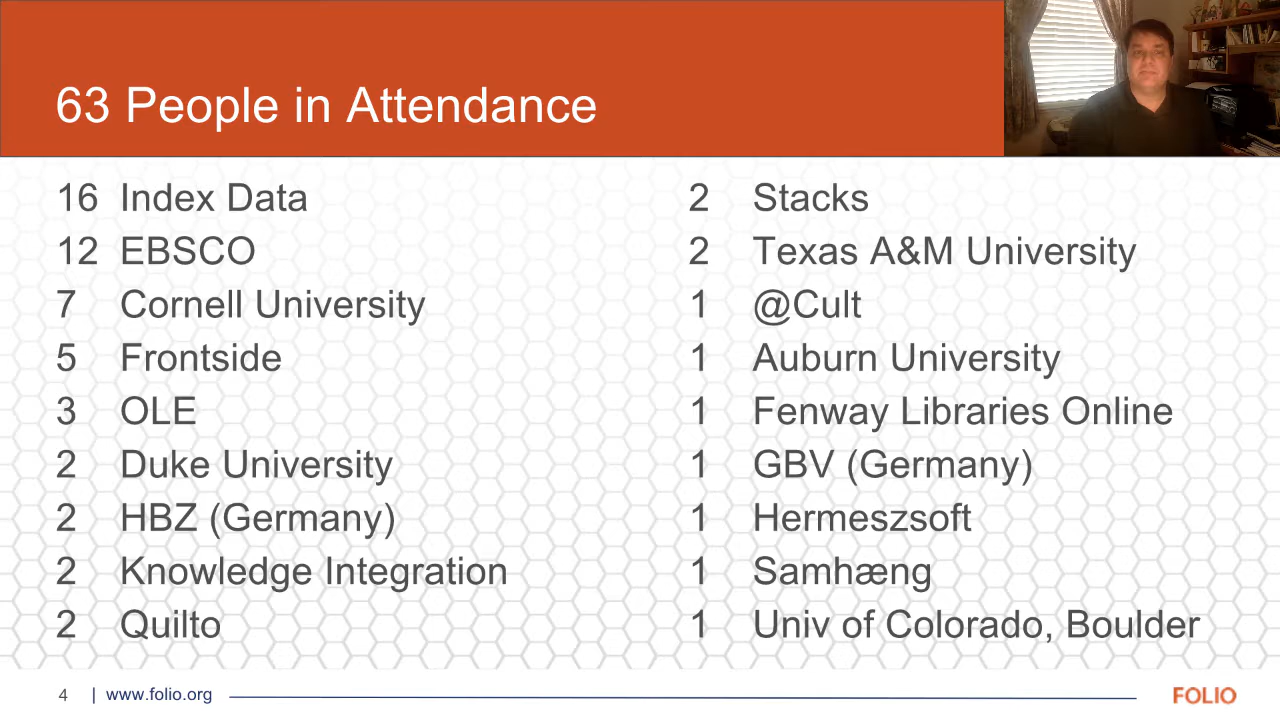 63 People in Attendance
16 Index Data
12 EBSCO
7 Cornell University
5 Frontside
3 OLE
2 Duke University
2 HBZ (Germany)
2 Knowledge Integration
2 Quilto
2 Stacks
2 Texas A&M University
1 @Cult
1 Auburn University
1 Fenway Libraries Online
1 GBV (Germany)
1 Hermeszsoft
1 Samhæng
1 Univ of Colorado, Boulder
4 | www.folio.org
FOLIO